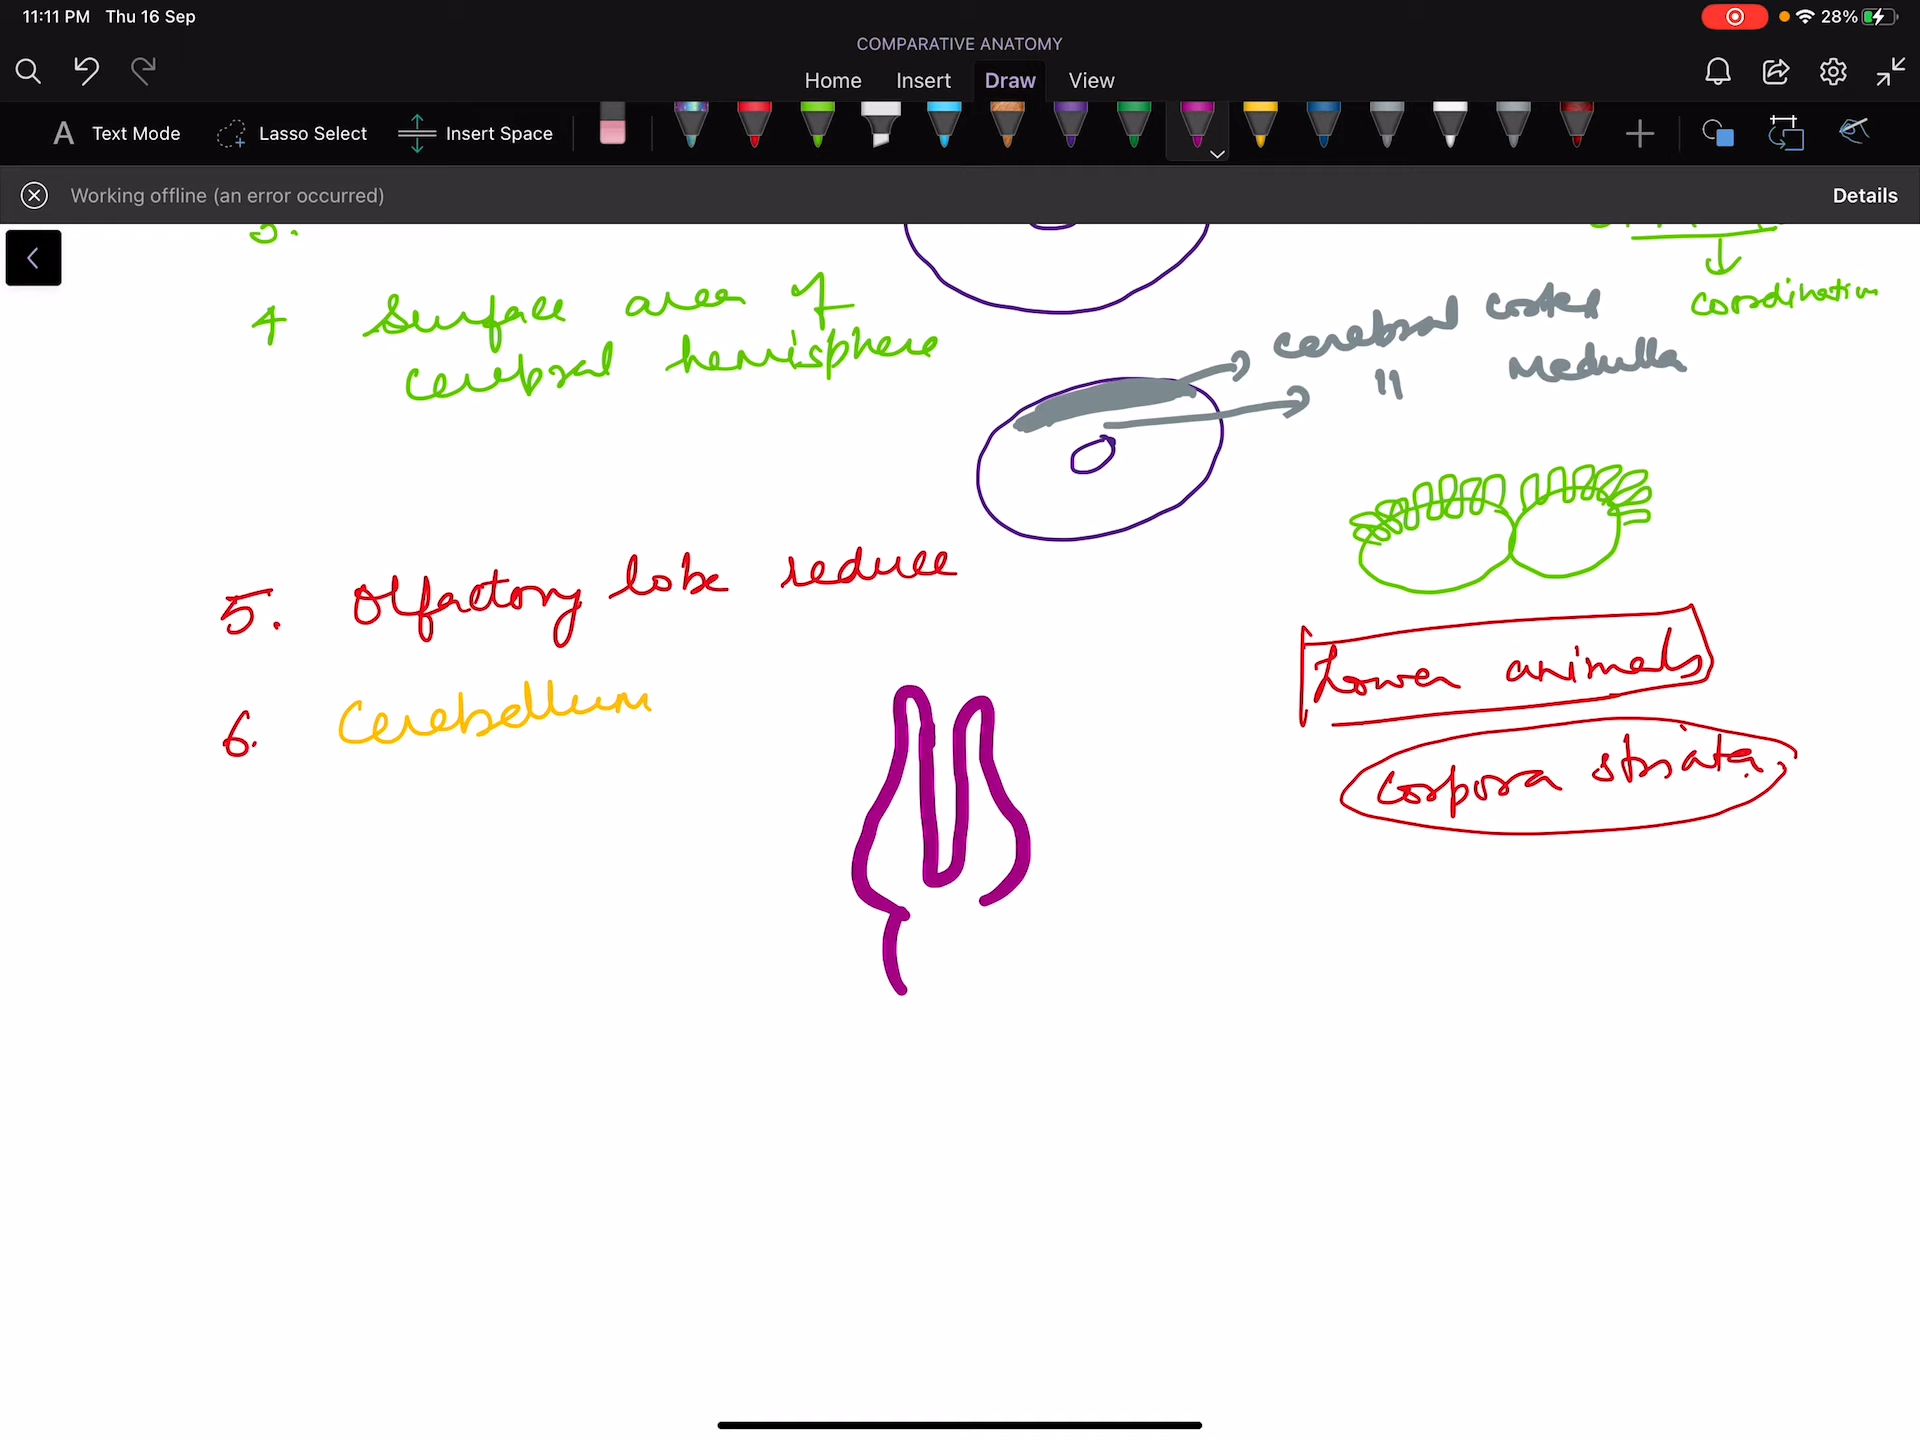 11:11 PM Thu 16 Sep
28%
COMPARATIVE ANATOMY
Home Insert Draw View
A Text Mode Lasso Select Insert Space
Working offline (an error occurred) Details
3.
4 Surface area of
cerebral hemisphere
cerebral cortex
" Medulla
coordination
5. Olfactory lobe reduce
6. Cerebellum
Lower animals
corpora striata,